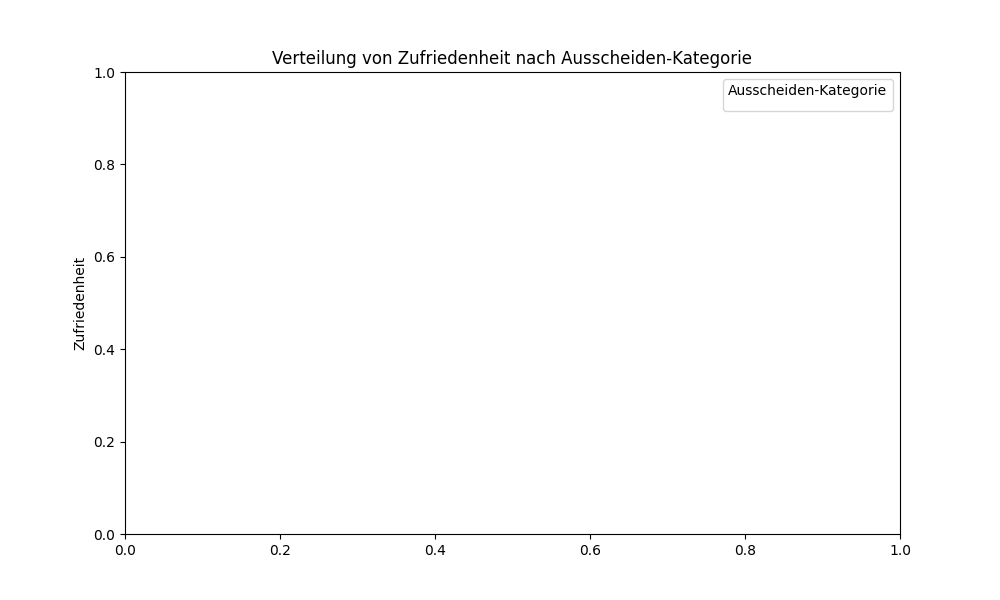 Verteilung von Zufriedenheit nach Ausscheiden-Kategorie
Ausscheiden-Kategorie
1.0
0.8
0.6
0.4
0.2
0.0
Zufriedenheit
0.0 0.2 0.4 0.6 0.8 1.0